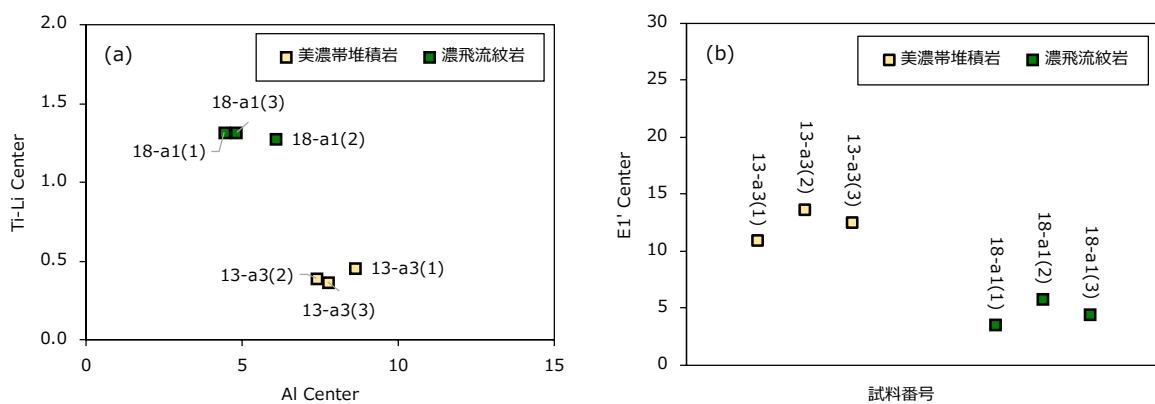 (a)
美濃帯堆積岩 濃飛流紋岩
2.0
1.5
1.0
0.5
0.0
Ti-Li Center
18-a1(3)
18-a1(1)
18-a1(2)
13-a3(2)
13-a3(1)
13-a3(3)
0 5 10 15
Al Center
(b)
美濃帯堆積岩 濃飛流紋岩
30
25
20
15
10
5
0
E1' Center
13-a3(1)
13-a3(2)
13-a3(3)
18-a1(1)
18-a1(2)
18-a1(3)
試料番号